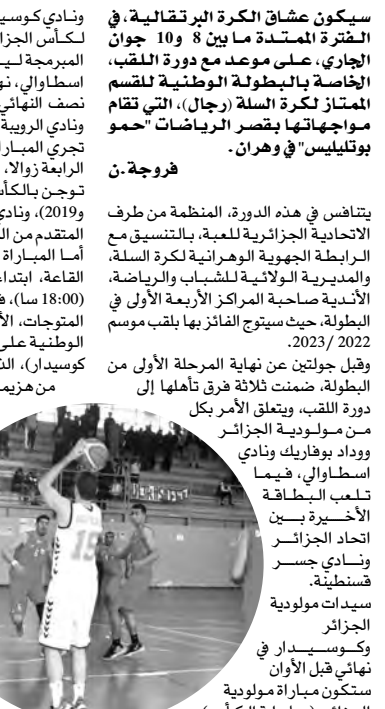 سيكون عشاق الكرة البرتقالية، في
الفترة الممتدة ما بين 8 و10 جوان
الجاري، على موعد مع دورة اللقب،
الخاصة بالبطولة الوطنية للقسم
الممتاز لكرة السلة (رجال)، التي تقام
مواجهاتها بقصر الرياضات "حمو
بوتليليس" في وهران.
فروجة.ن
يتنافس في هذه الدورة، المنظمة من طرف
الاتحادية الجزائرية للعبة، بالتنسيق مع
الرابطة الجهوية الوهرانية لكرة السلة،
والمديرية الولائية للشباب والرياضة،
الأندية صاحبة المراكز الأربعة الأولى في
البطولة، حيث سيتوج الفائز بها بلقب موسم
2022 /2023.
وقبل جولتين عن نهاية المرحلة الأولى من
البطولة، ضمنت ثلاثة فرق تأهلها إلى
دورة اللقب، ويتعلق الأمر بكل
من مولودية الجزائر
ووداد بوفاريك ونادي
اسطاوالي، فيما
تلعب البطاقة
الأخيرة بين
اتحاد الجزائر
ونادي جسر
قسنطينة.
سيدات مولودية
الجزائر
وكوسيدار في
نهائي قبل الأوان
ستكون مباراة مولودية
ونادي كوسي
لكأس الجزا
المبرمجة ليـ
اسطاوالي، نه
نصف النهائي
ونادي الرويبة
تجري المبارا
الرابعة زوالا،
توجن بالكأس
و2019)، ونادي
المتقدم من ال
أما المباراة
القاعة، ابتداء
(18:00 سا)، ف
المتوجات، الأ
الوطنية على
كوسيدار)، الذ
من هزيمـ